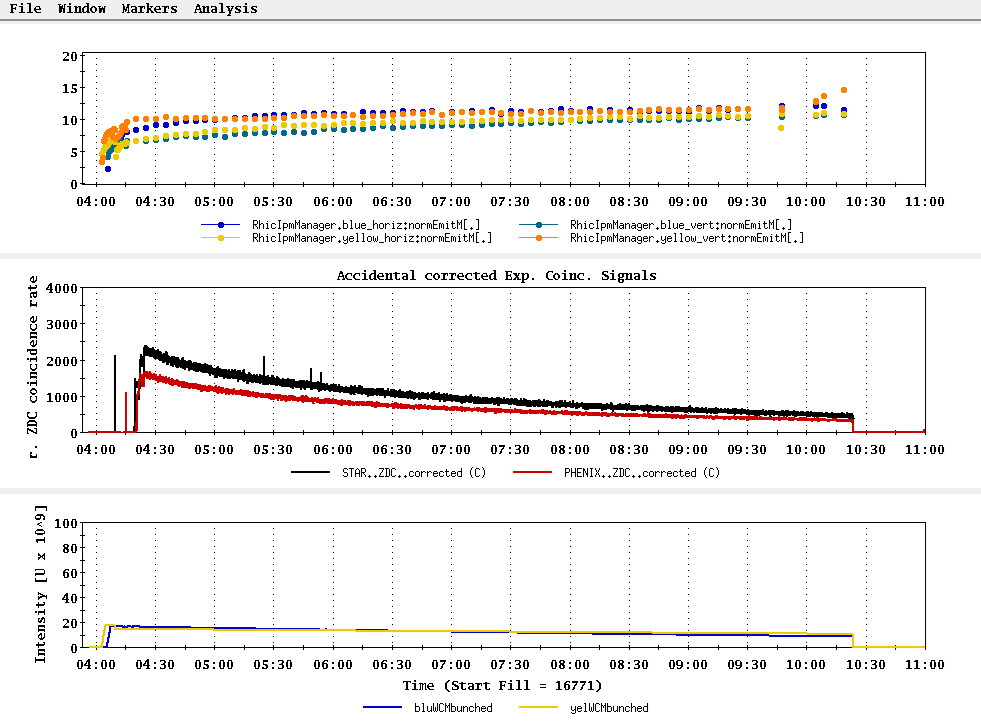 File Window Markers Analysis
20
15
10
5
0
04:00 04:30 05:00 05:30 06:00 06:30 07:00 07:30 08:00 08:30 09:00 09:30 10:00 10:30 11:00
RhicIpmManager.blue_horiz:normEmitM[.] RhicIpmManager.blue_vert:normEmitM[.]
RhicIpmManager.yellow_horiz:normEmitM[.] RhicIpmManager.yellow_vert:normEmitM[.]
Accidental corrected Exp. Coinc. Signals
r. ZDC coincidence rate
4000
3000
2000
1000
0
04:00 04:30 05:00 05:30 06:00 06:30 07:00 07:30 08:00 08:30 09:00 09:30 10:00 10:30 11:00
STAR..ZDC..corrected (C) PHENIX..ZDC..corrected (C)
Intensity [U x 10^9]
100
80
60
40
20
0
04:00 04:30 05:00 05:30 06:00 06:30 07:00 07:30 08:00 08:30 09:00 09:30 10:00 10:30 11:00
Time (Start Fill = 16771)
bluWCMbunched yelWCMbunched